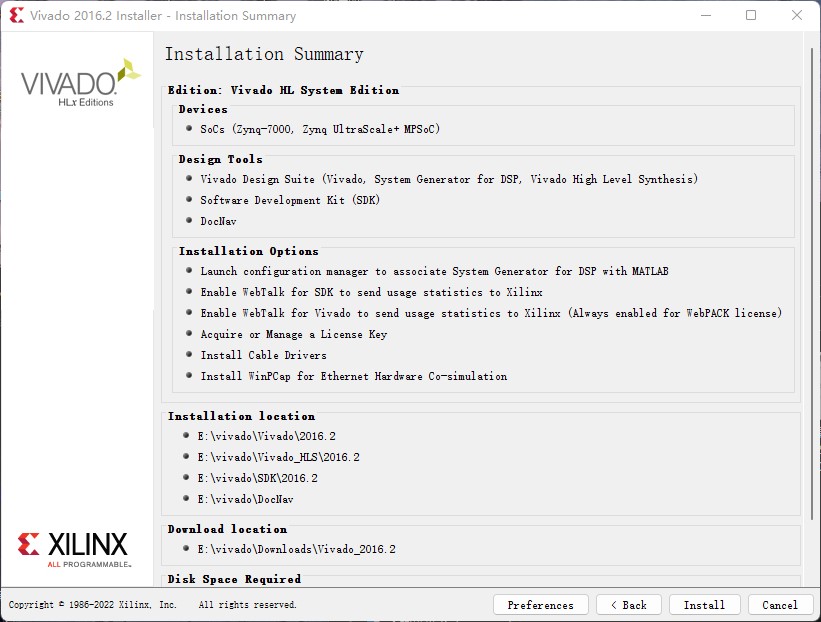 Vivado 2016.2 Installer - Installation Summary
VIVADO.
HLx Editions
Installation Summary
Edition: Vivado HL System Edition
Devices
SoCs (Zynq-7000, Zynq UltraScale+ MPSoC)
Design Tools
Vivado Design Suite (Vivado, System Generator for DSP, Vivado High Level Synthesis)
Software Development Kit (SDK)
DocNav
Installation Options
Launch configuration manager to associate System Generator for DSP with MATLAB
Enable WebTalk for SDK to send usage statistics to Xilinx
Enable WebTalk for Vivado to send usage statistics to Xilinx (Always enabled for WebPACK license)
Acquire or Manage a License Key
Install Cable Drivers
Install WinPCap for Ethernet Hardware Co-simulation
Installation location
E:\vivado\Vivado\2016.2
E:\vivado\Vivado_HLS\2016.2
E:\vivado\SDK\2016.2
E:\vivado\DocNav
Download location
E:\vivado\Downloads\Vivado_2016.2
Disk Space Required
XILINX
ALL PROGRAMMABLE™
Copyright © 1986-2022 Xilinx, Inc. All rights reserved.
Preferences
< Back
Install
Cancel